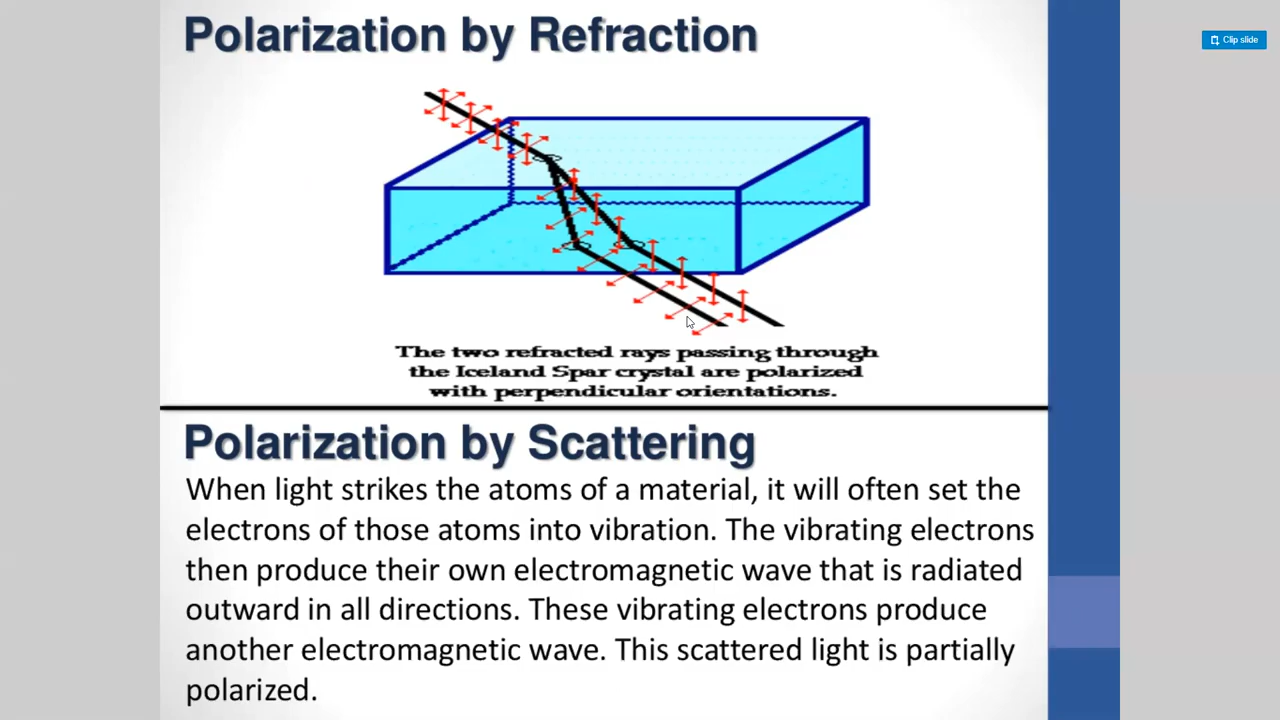 Polarization by Refraction
Clip slide
The two refracted rays passing through
the Iceland Spar crystal are polarized
with perpendicular orientations.
Polarization by Scattering
When light strikes the atoms of a material, it will often set the
electrons of those atoms into vibration. The vibrating electrons
then produce their own electromagnetic wave that is radiated
outward in all directions. These vibrating electrons produce
another electromagnetic wave. This scattered light is partially
polarized.